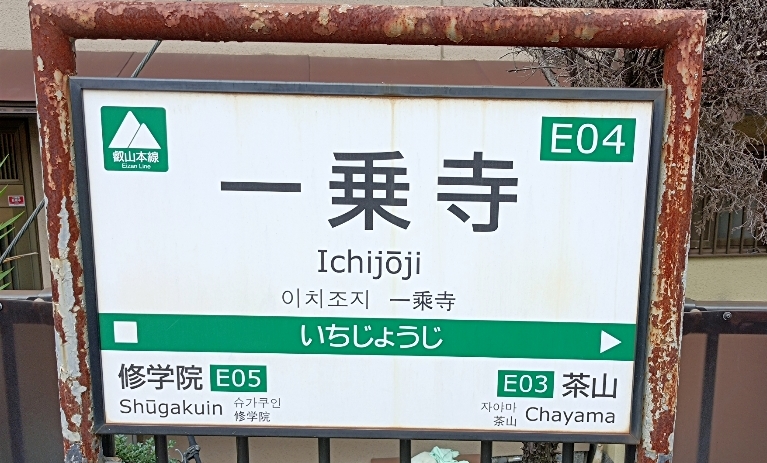 叡山本線
Eizan Line
E04
一乗寺
Ichijōji
이치조지 一乗寺
いちじょうじ
修学院 E05
Shūgakuin
슈가쿠인
修学院
E03 茶山
자야마
茶山
Chayama